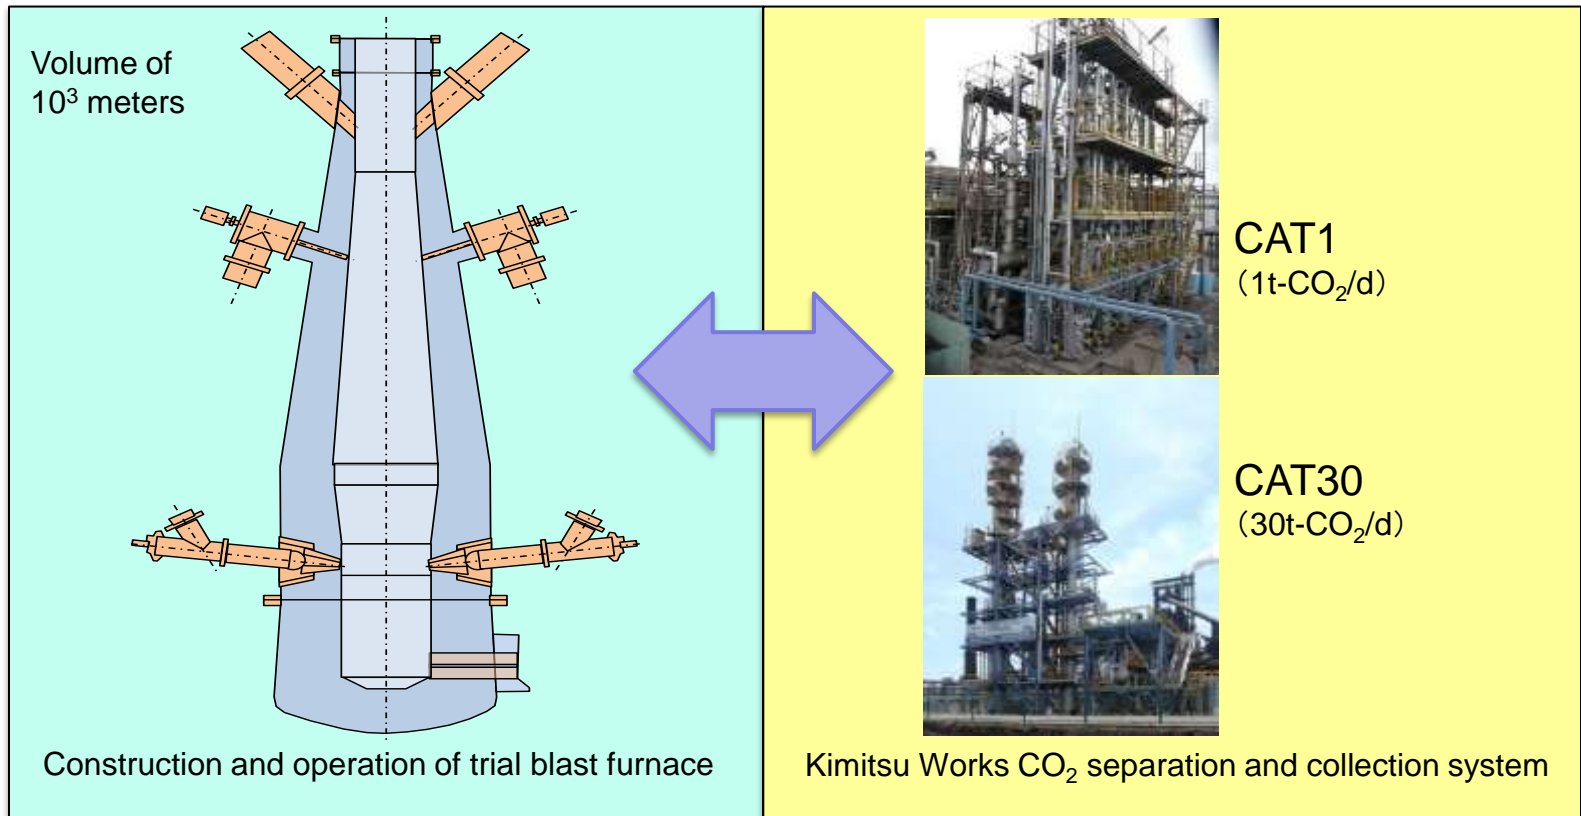 Volume of
10³ meters
Construction and operation of trial blast furnace
CAT1
（1t-CO₂/d）
CAT30
（30t-CO₂/d）
Kimitsu Works CO₂ separation and collection system